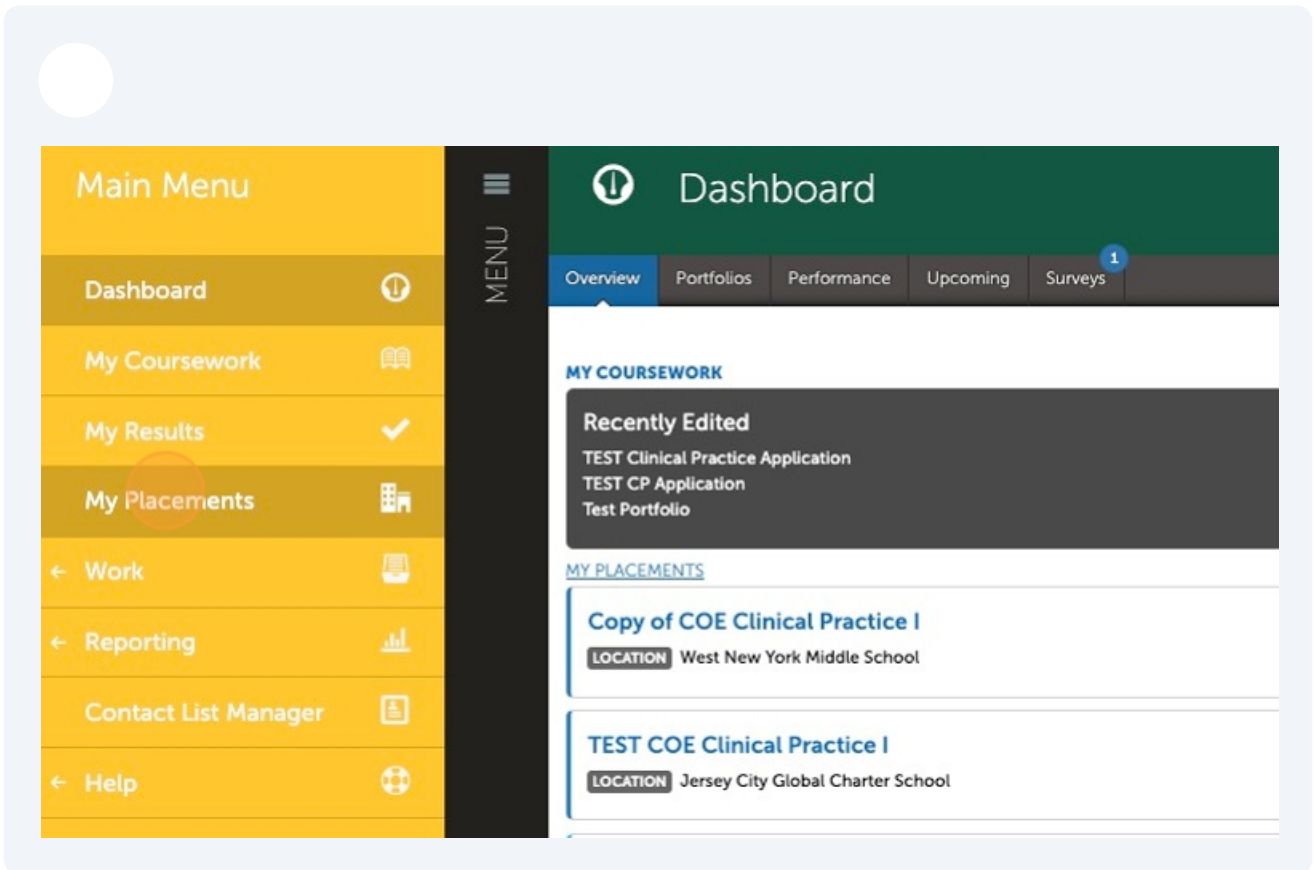 Main Menu
Dashboard
My Coursework
My Results
My Placements
← Work
← Reporting
Contact List Manager
← Help
MENU
Dashboard
Overview Portfolios Performance Upcoming Surveys 1
MY COURSEWORK
Recently Edited
TEST Clinical Practice Application
TEST CP Application
Test Portfolio
MY PLACEMENTS
Copy of COE Clinical Practice I
LOCATION West New York Middle School
TEST COE Clinical Practice I
LOCATION Jersey City Global Charter School